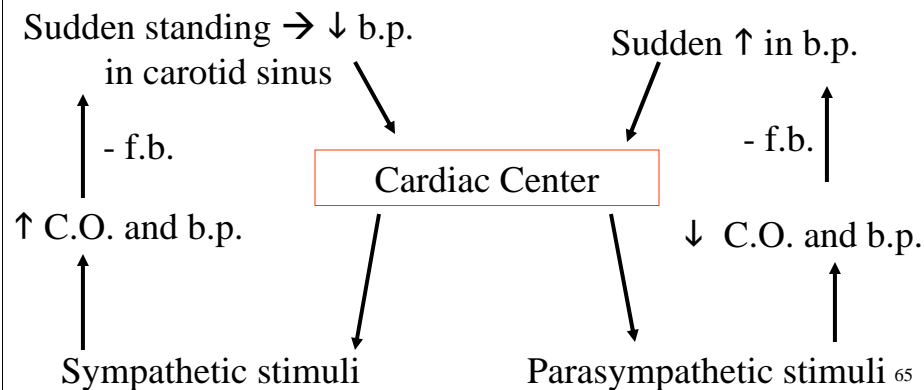 Sudden standing → ↓ b.p.
in carotid sinus
Sudden ↑ in b.p.
- f.b.
- f.b.
Cardiac Center
↑ C.O. and b.p.
↓ C.O. and b.p.
Sympathetic stimuli
Parasympathetic stimuli 65